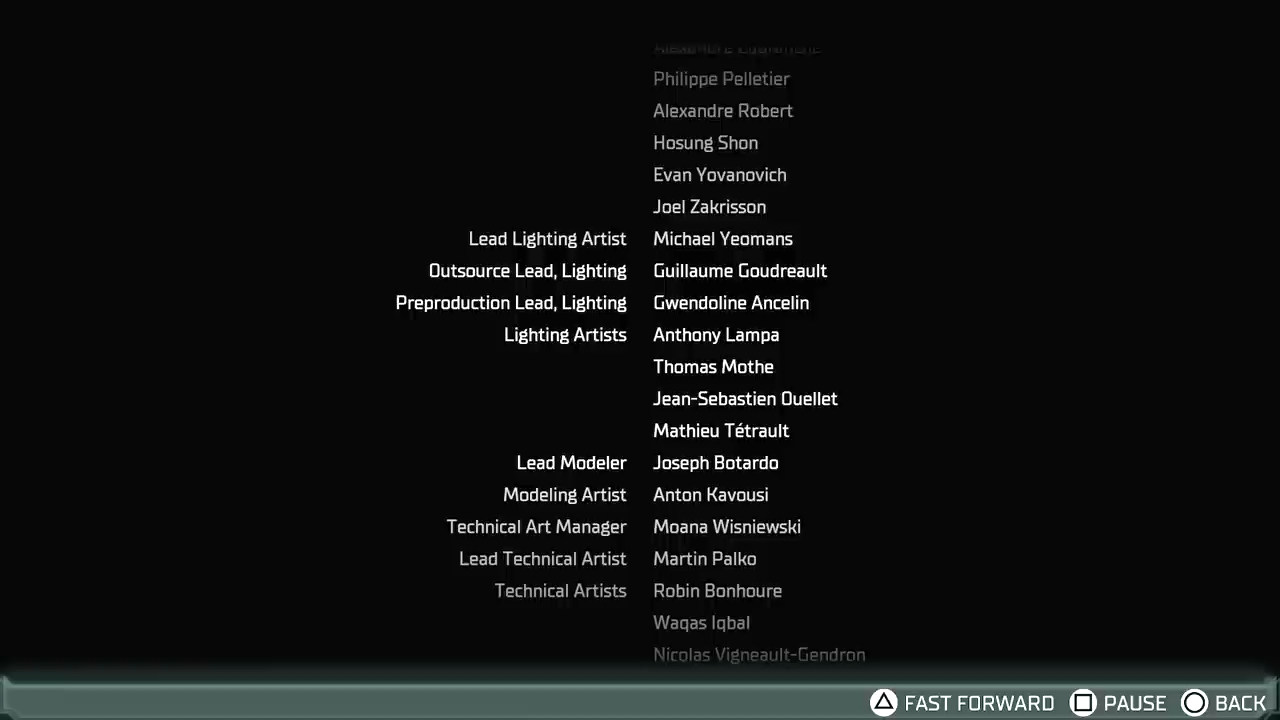 Philippe Pelletier
Alexandre Robert
Hosung Shon
Evan Yovanovich
Joel Zakrisson
Lead Lighting Artist Michael Yeomans
Outsource Lead, Lighting Guillaume Goudreault
Preproduction Lead, Lighting Gwendoline Ancelin
Lighting Artists Anthony Lampa
Thomas Mothe
Jean-Sebastien Ouellet
Mathieu Tétrault
Lead Modeler Joseph Botardo
Modeling Artist Anton Kavousi
Technical Art Manager Moana Wisniewski
Lead Technical Artist Martin Palko
Technical Artists Robin Bonhoure
Waqas Iqbal
Nicolas Vigneault-Gendron
FAST FORWARD PAUSE BACK